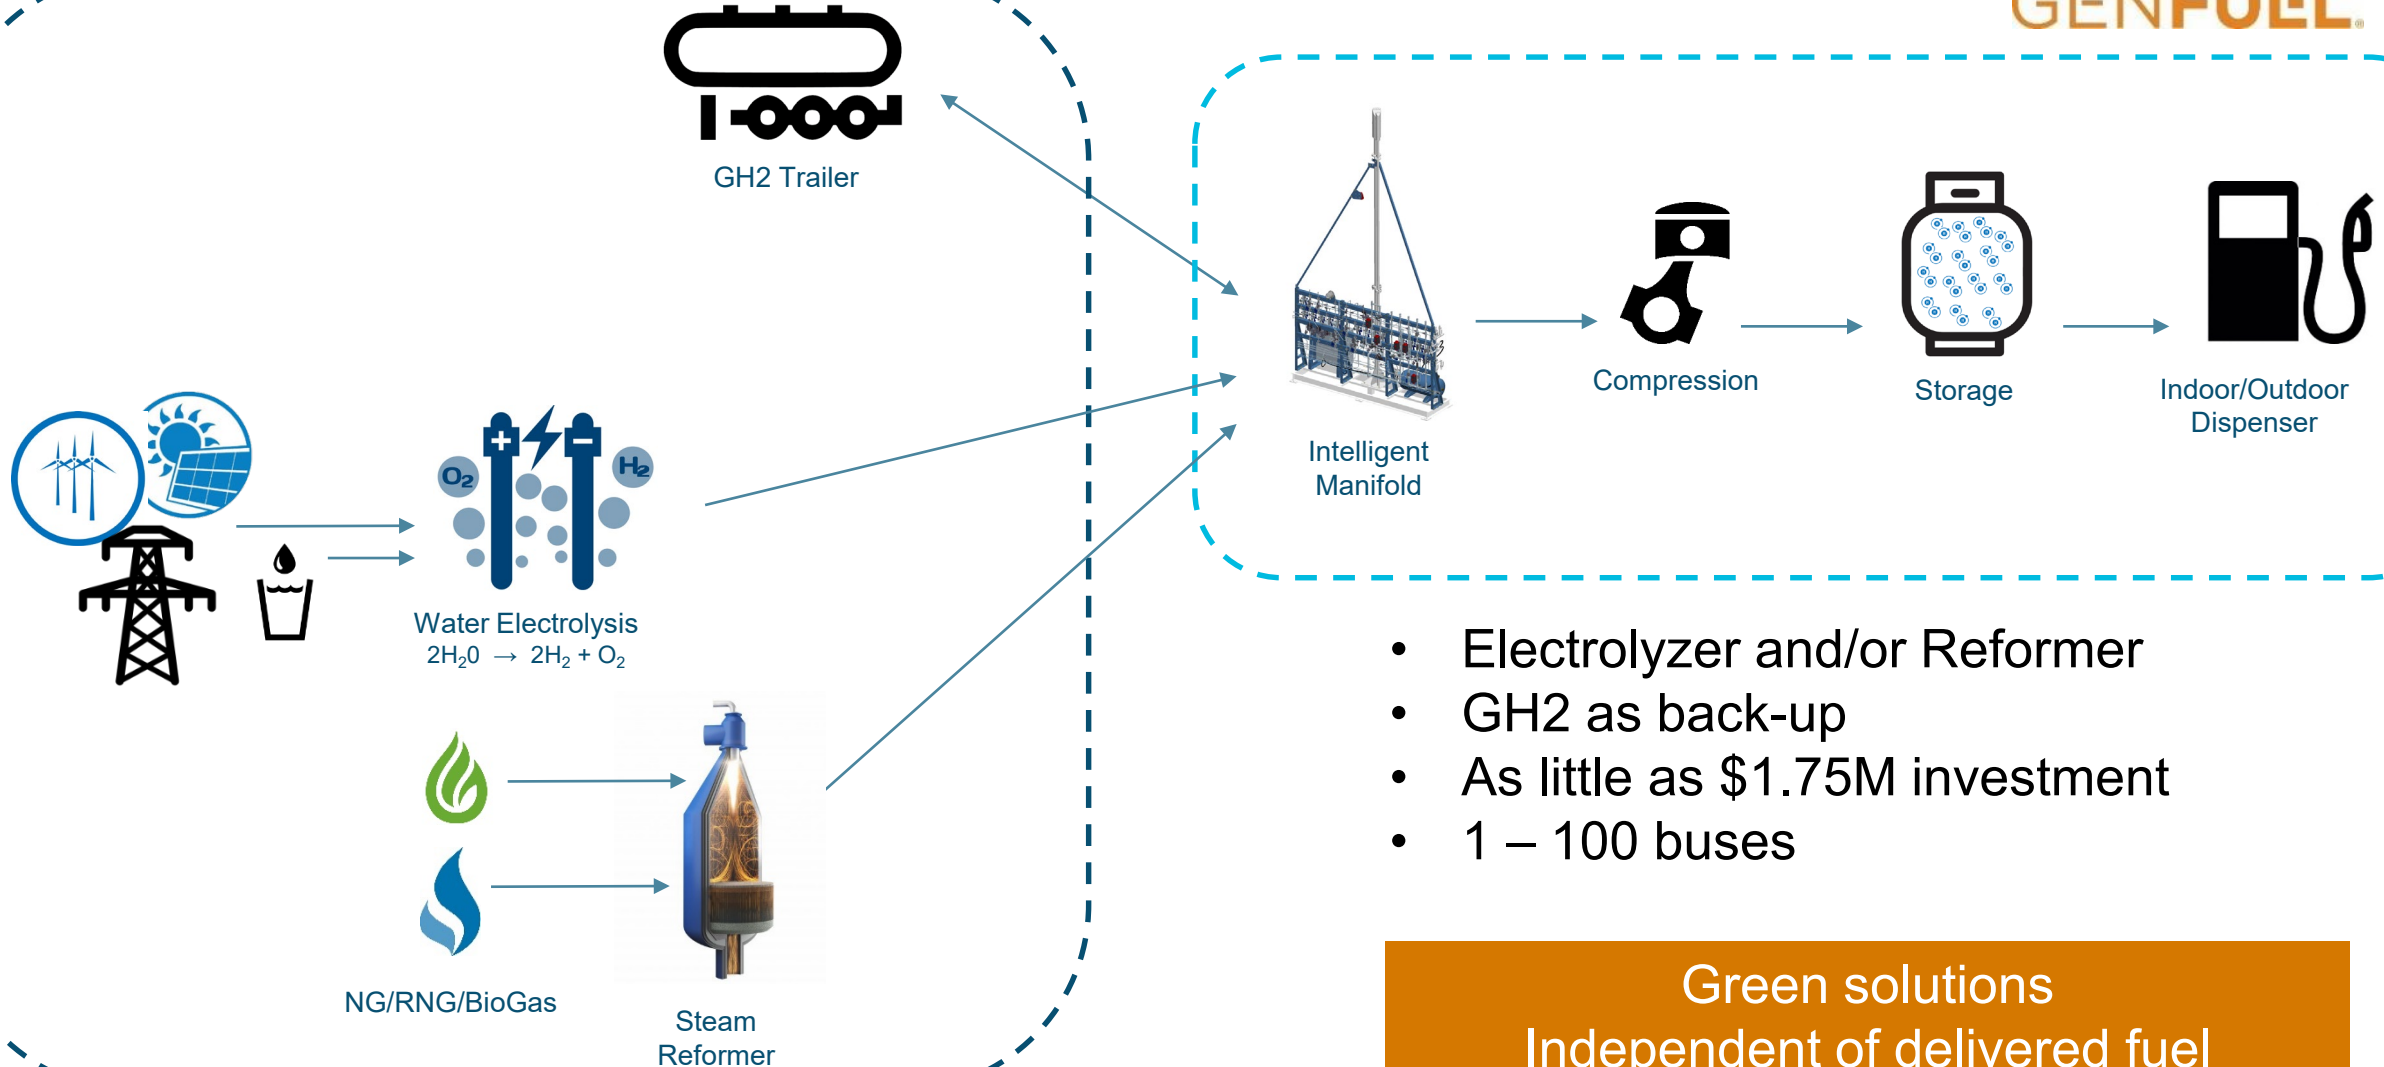 GENFUEL®
GH2 Trailer
O₂
H₂
Water Electrolysis
2H₂0 → 2H₂ + O₂
NG/RNG/BioGas
Steam
Reformer
Intelligent
Manifold
Compression
Storage
Indoor/Outdoor
Dispenser
• Electrolyzer and/or Reformer
• GH2 as back-up
• As little as $1.75M investment
• 1 – 100 buses
Green solutions
Independent of delivered fuel